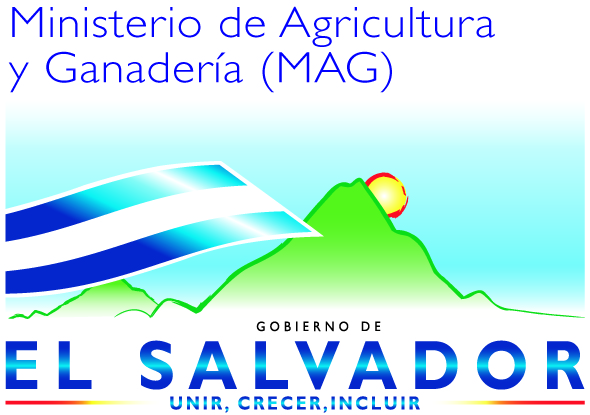 Ministerio de Agricultura
y Ganadería (MAG)
GOBIERNO DE
EL SALVADOR
UNIR, CRECER,INCLUIR